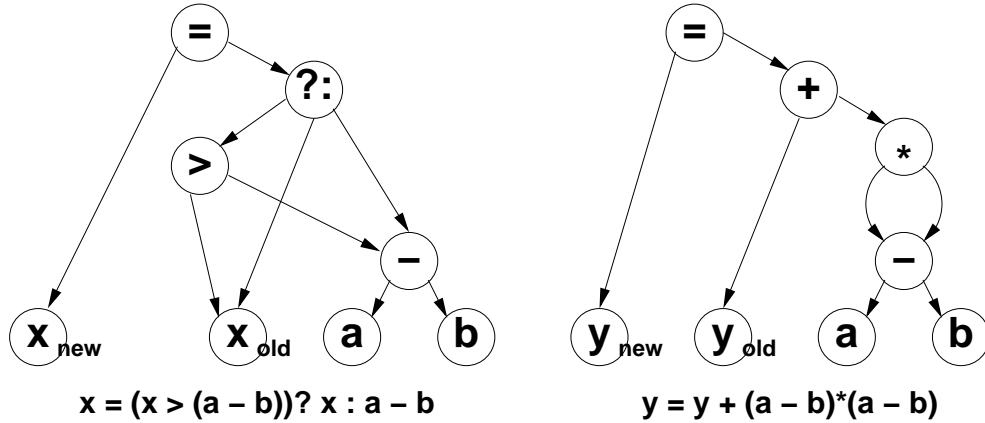 =
?:
>
−
x new
x old
a
b
x = (x > (a − b))? x : a − b
=
+
*
−
y new
y old
a
b
y = y + (a − b)*(a − b)